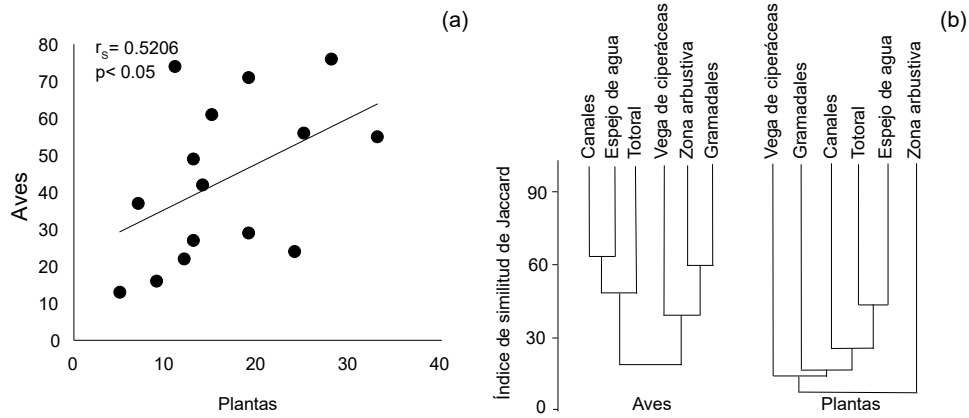 (a)
r_S= 0.5206
p< 0.05
80
70
60
50
40
30
20
10
0
Aves
0
10
20
30
40
Plantas
(b)
Canales
Espejo de agua
Totoral
Vega de ciperáceas
Zona arbustiva
Gramadales
Vega de ciperáceas
Gramadales
Canales
Totoral
Espejo de agua
Zona arbustiva
Índice de similitud de Jaccard
90
60
30
0
Aves
Plantas